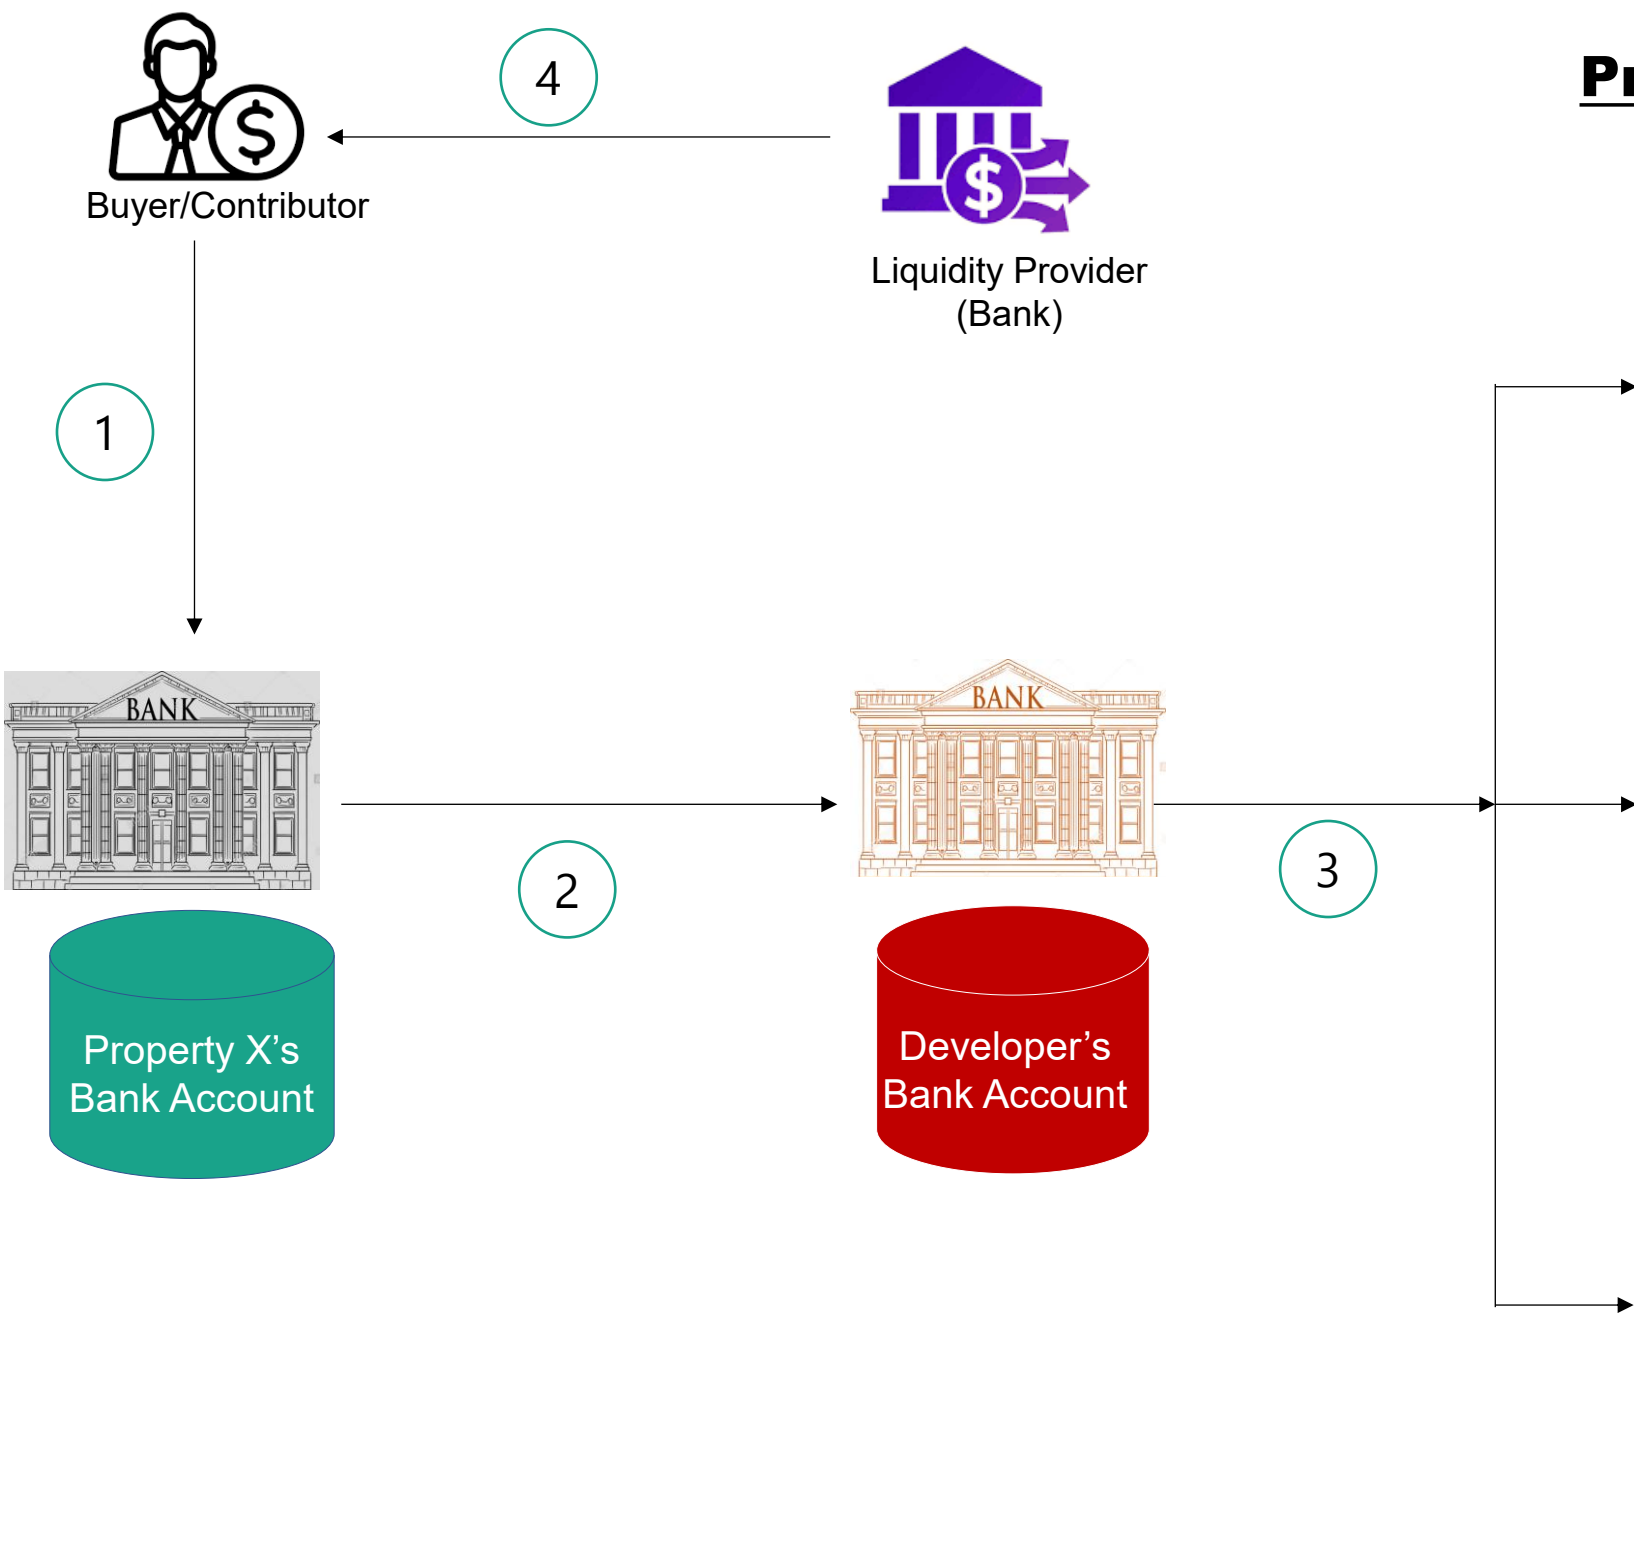 4
$
Buyer/Contributor
$
Liquidity Provider
(Bank)
1
BANK
BANK
2
3
Property X’s
Bank Account
Developer’s
Bank Account